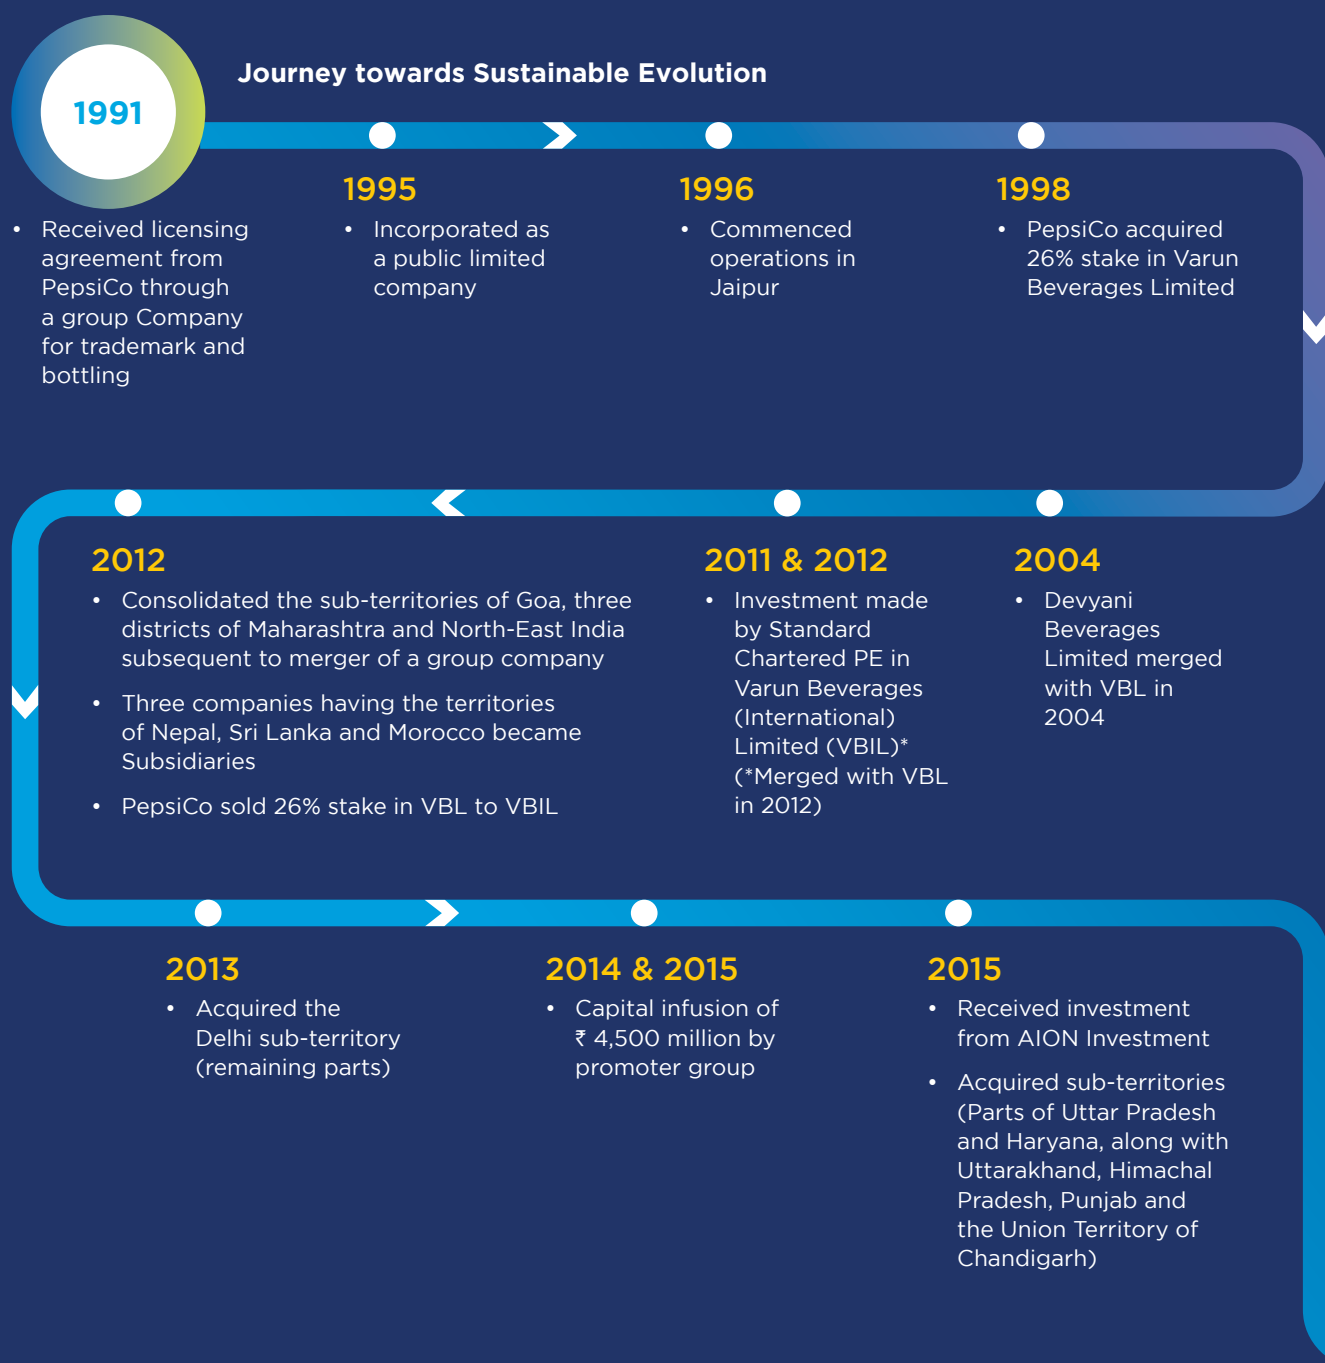 Journey towards Sustainable Evolution
1991
• Received licensing
agreement from
PepsiCo through
a group Company
for trademark and
bottling
1995
• Incorporated as
a public limited
company
1996
• Commenced
operations in
Jaipur
1998
• PepsiCo acquired
26% stake in Varun
Beverages Limited
2004
• Devyani
Beverages
Limited merged
with VBL in
2004
2011 & 2012
• Investment made
by Standard
Chartered PE in
Varun Beverages
(International)
Limited (VBIL)*
(*Merged with VBL
in 2012)
2012
• Consolidated the sub-territories of Goa, three
districts of Maharashtra and North-East India
subsequent to merger of a group company
• Three companies having the territories
of Nepal, Sri Lanka and Morocco became
Subsidiaries
• PepsiCo sold 26% stake in VBL to VBIL
2013
• Acquired the
Delhi sub-territory
(remaining parts)
2014 & 2015
• Capital infusion of
₹ 4,500 million by
promoter group
2015
• Received investment
from AION Investment
• Acquired sub-territories
(Parts of Uttar Pradesh
and Haryana, along with
Uttarakhand, Himachal
Pradesh, Punjab and
the Union Territory of
Chandigarh)